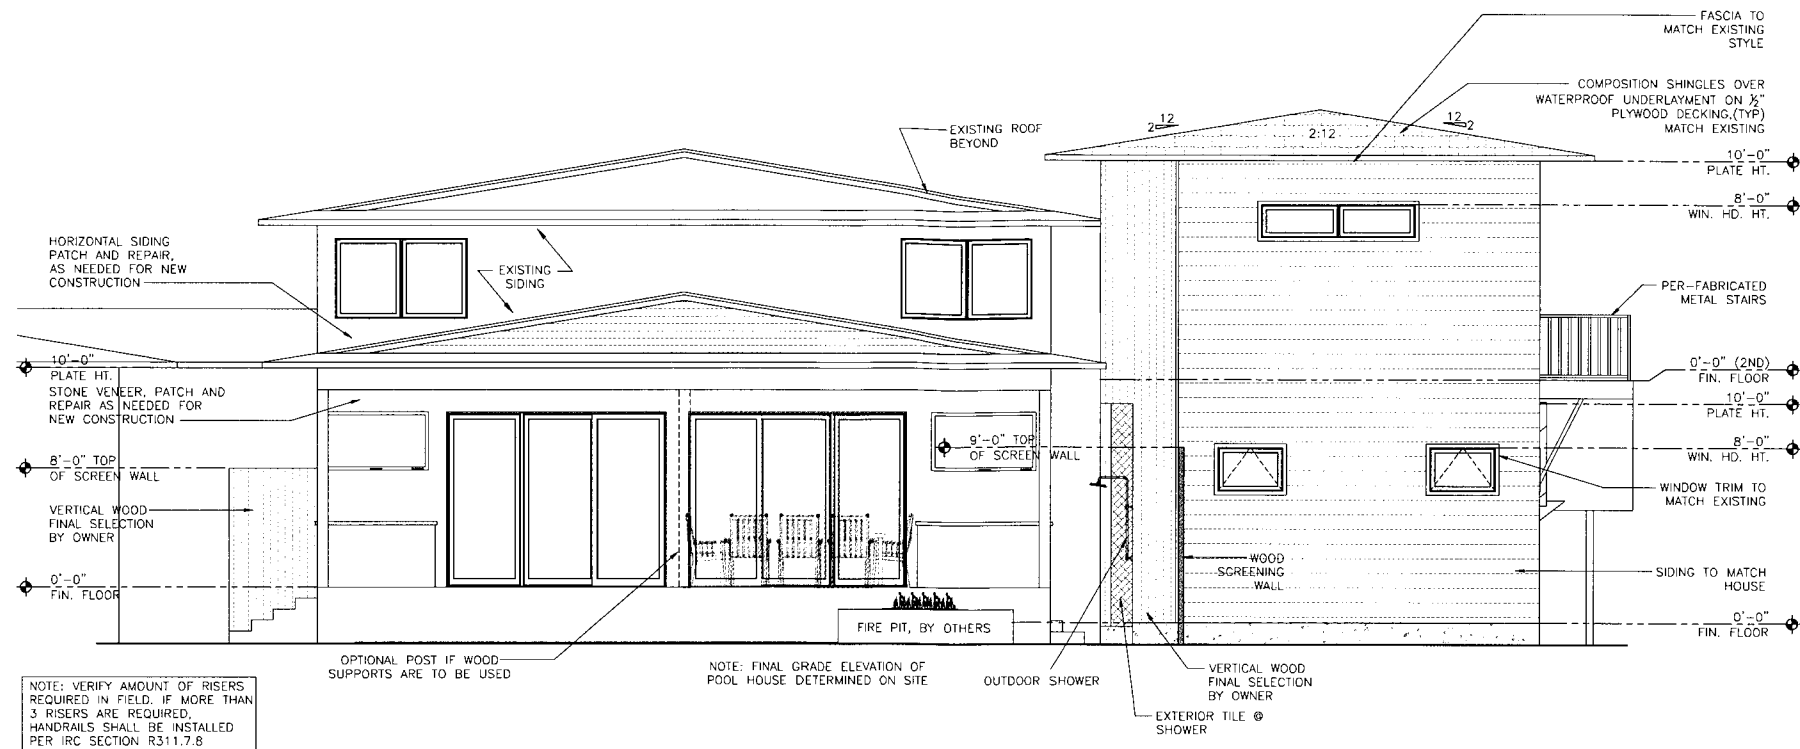 FASCIA TO
MATCH EXISTING
STYLE
COMPOSITION SHINGLES OVER
WATERPROOF UNDERLAYMENT ON ½"
PLYWOOD DECKING,(TYP)
MATCH EXISTING
12
2
2:12
12
2
EXISTING ROOF
BEYOND
10'-0"
PLATE HT.
8'-0"
WIN. HD. HT.
HORIZONTAL SIDING
PATCH AND REPAIR,
AS NEEDED FOR NEW
CONSTRUCTION
EXISTING
SIDING
PER-FABRICATED
METAL STAIRS
10'-0"
PLATE HT.
0'-0" (2ND)
FIN. FLOOR
STONE VENEER, PATCH AND
REPAIR AS NEEDED FOR
NEW CONSTRUCTION
10'-0"
PLATE HT.
9'-0" TOP
OF SCREEN WALL
8'-0"
WIN. HD. HT.
8'-0" TOP
OF SCREEN WALL
WINDOW TRIM TO
MATCH EXISTING
VERTICAL WOOD
FINAL SELECTION
BY OWNER
WOOD
SCREENING
WALL
SIDING TO MATCH
HOUSE
0'-0"
FIN. FLOOR
FIRE PIT, BY OTHERS
0'-0"
FIN. FLOOR
OPTIONAL POST IF WOOD
SUPPORTS ARE TO BE USED
NOTE: FINAL GRADE ELEVATION OF
POOL HOUSE DETERMINED ON SITE
OUTDOOR SHOWER
VERTICAL WOOD
FINAL SELECTION
BY OWNER
EXTERIOR TILE @
SHOWER
NOTE: VERIFY AMOUNT OF RISERS
REQUIRED IN FIELD. IF MORE THAN
3 RISERS ARE REQUIRED,
HANDRAILS SHALL BE INSTALLED
PER IRC SECTION R311.7.8